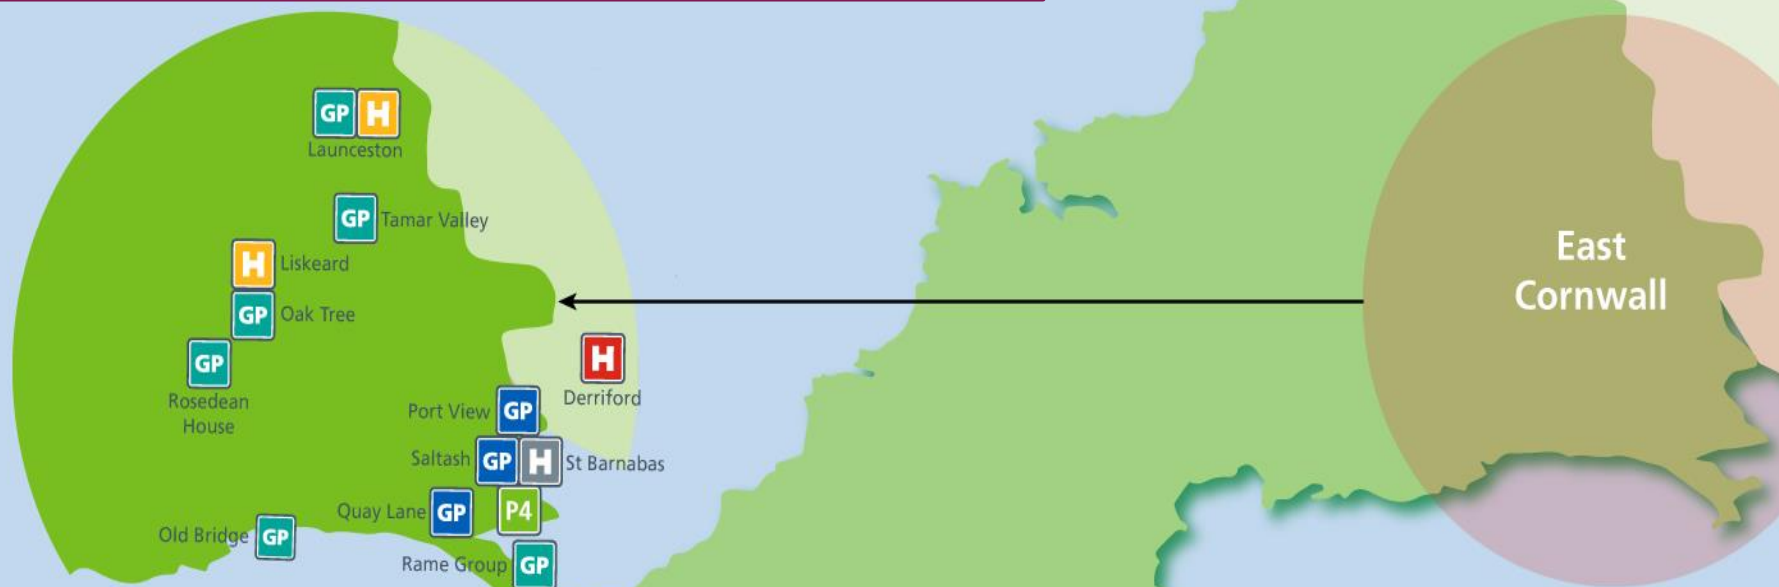 GP H
Launceston
GP Tamar Valley
H Liskeard
GP Oak Tree
GP
Rosedean
House
H
Derriford
Port View GP
Saltash GP H St Barnabas
Quay Lane GP P4
Old Bridge GP
Rame Group GP
East
Cornwall